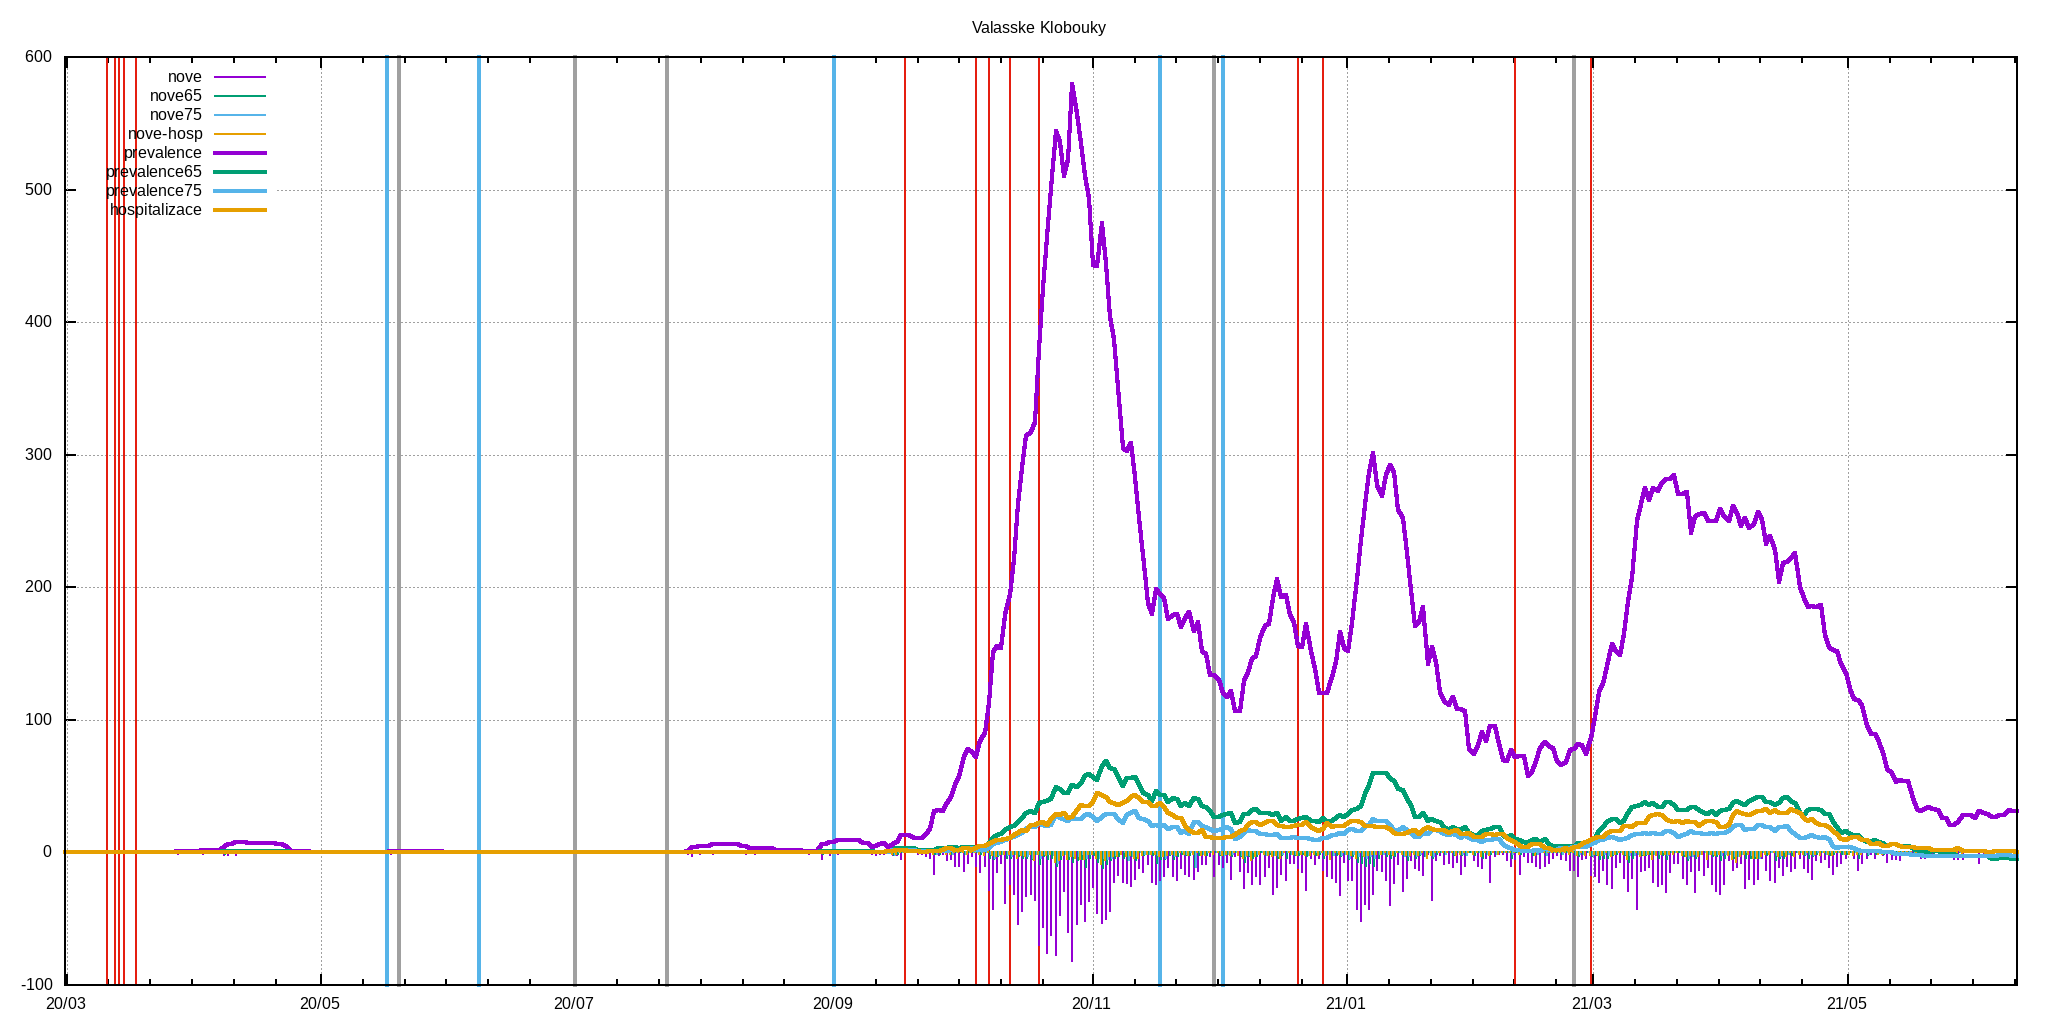 Valasske Klobouky
600
500
400
300
200
100
0
-100
nove
nove65
nove75
nove-hosp
prevalence
prevalence65
prevalence75
hospitalizace
20/03 20/05 20/07 20/09 20/11 21/01 21/03 21/05